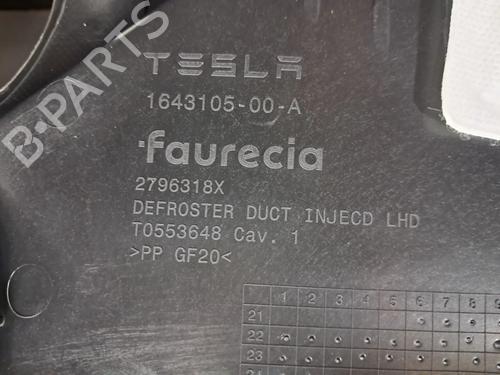 B-PARTS
TESLA
1643105-00-A
faurecia
2796318X
DEFROSTER DUCT INJECD LHD
T0553648 Cav. 1
>PP GF20<
1 2 3 4 5 6 7 8 9
21
22
23